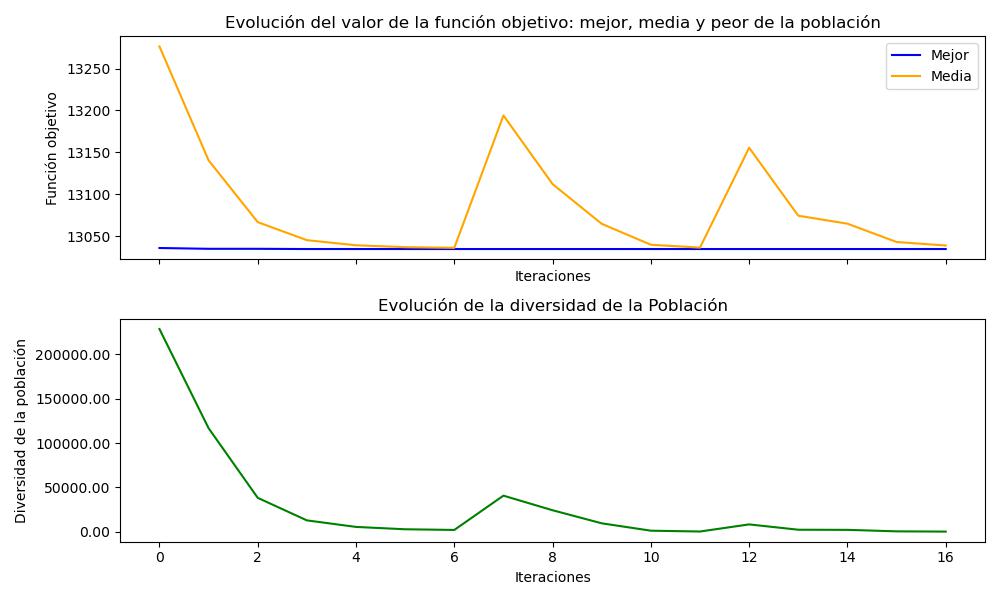 Evolución del valor de la función objetivo: mejor, media y peor de la población
Función objetivo
13250
13200
13150
13100
13050
Mejor
Media
Iteraciones
Evolución de la diversidad de la Población
Diversidad de la población
200000.00
150000.00
100000.00
50000.00
0.00
0 2 4 6 8 10 12 14 16
Iteraciones